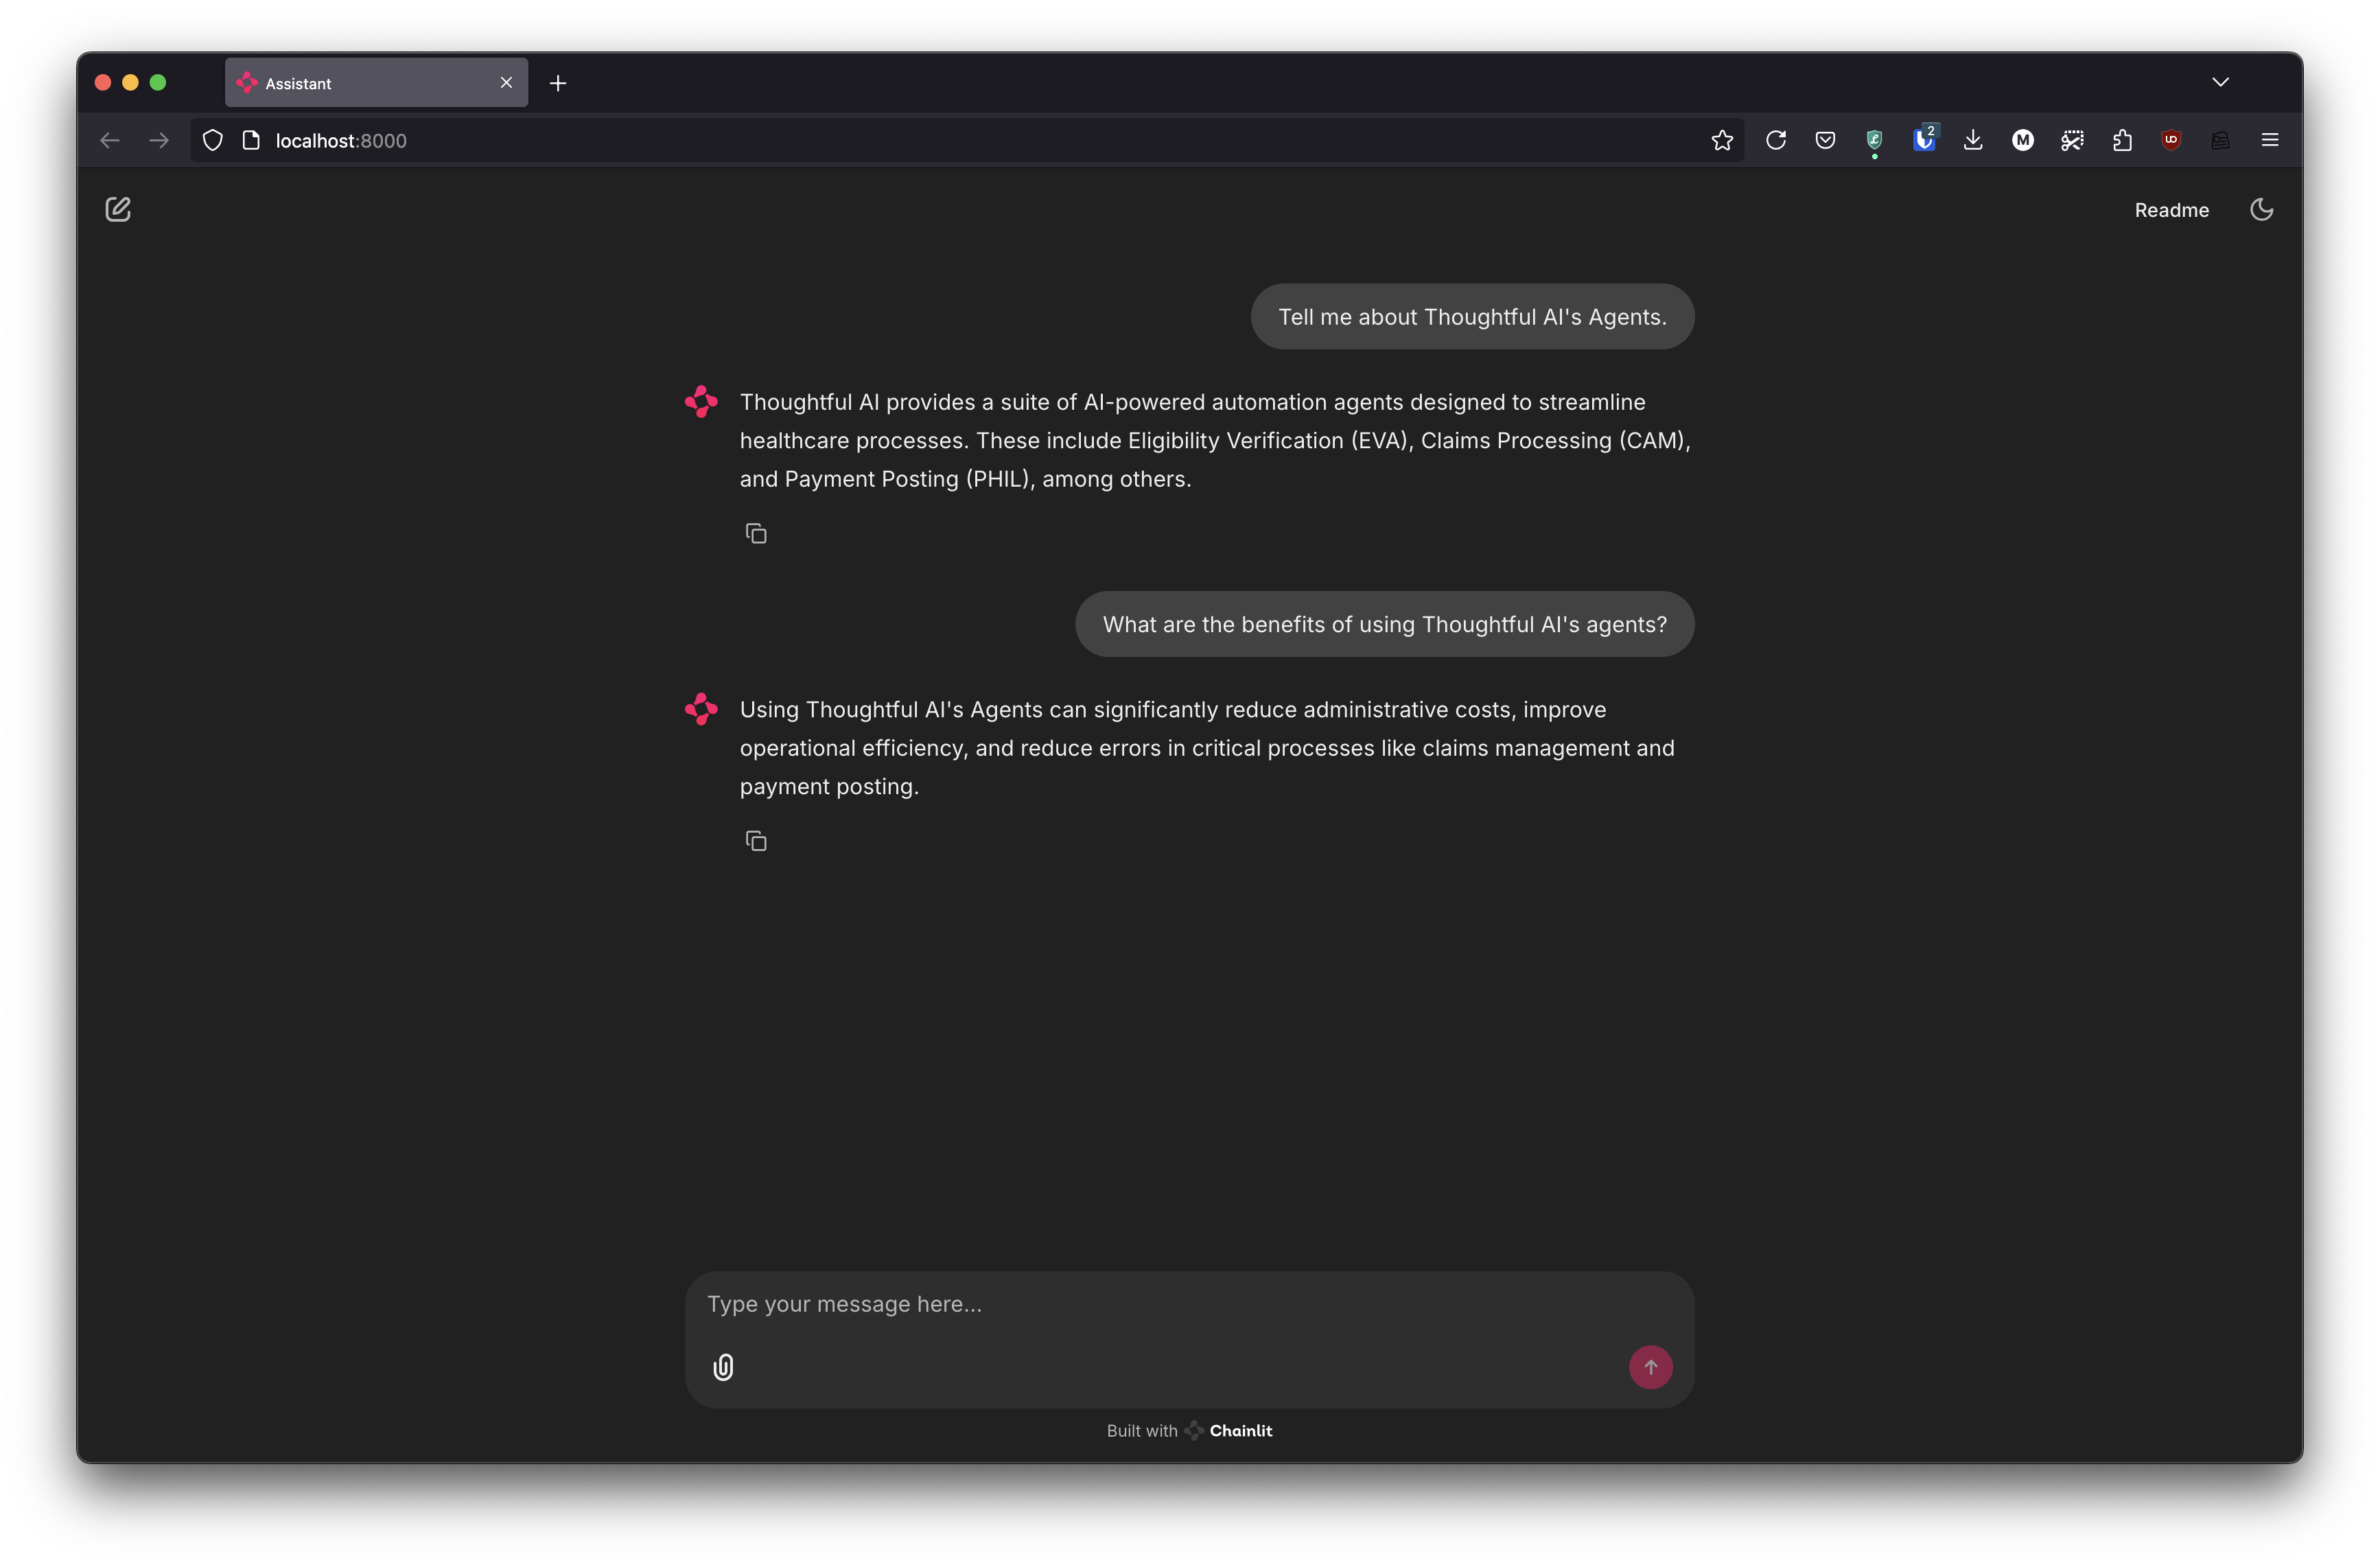 Assistant
localhost:8000
2
M
Readme
Tell me about Thoughtful AI's Agents.
Thoughtful AI provides a suite of AI-powered automation agents designed to streamline
healthcare processes. These include Eligibility Verification (EVA), Claims Processing (CAM),
and Payment Posting (PHIL), among others.
What are the benefits of using Thoughtful AI's agents?
Using Thoughtful AI's Agents can significantly reduce administrative costs, improve
operational efficiency, and reduce errors in critical processes like claims management and
payment posting.
Type your message here...
Built with Chainlit